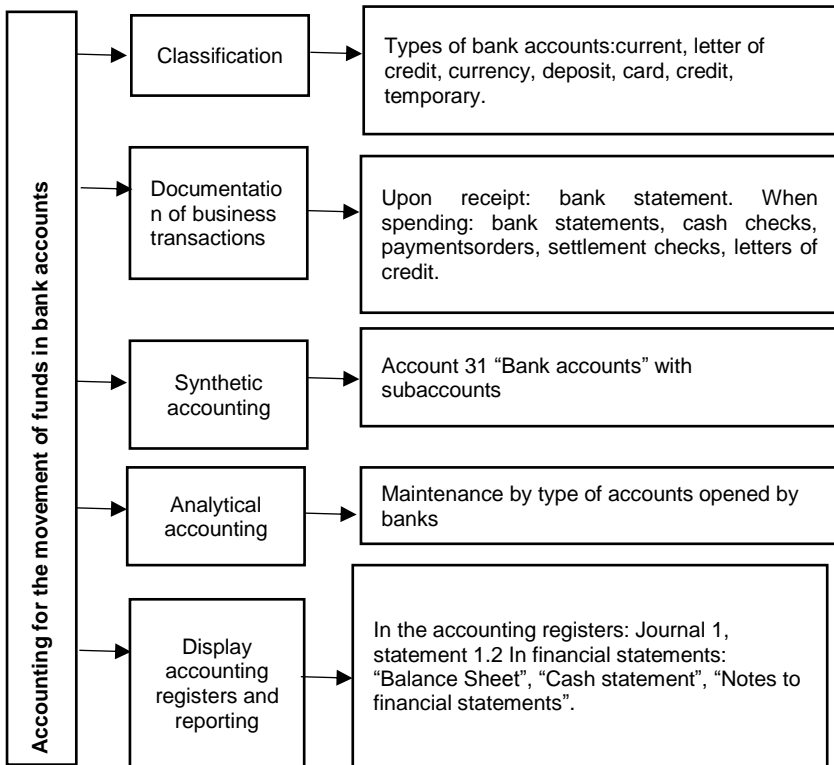 Accounting for the movement of funds in bank accounts
Classification
Types of bank accounts:current, letter of
credit, currency, deposit, card, credit,
temporary.
Documentatio
n of business
transactions
Upon receipt: bank statement. When
spending: bank statements, cash checks,
paymentsorders, settlement checks, letters of
credit.
Synthetic
accounting
Account 31 “Bank accounts” with
subaccounts
Analytical
accounting
Maintenance by type of accounts opened by
banks
Display
accounting
registers and
reporting
In the accounting registers: Journal 1,
statement 1.2 In financial statements:
“Balance Sheet”, “Cash statement”, “Notes to
financial statements”.